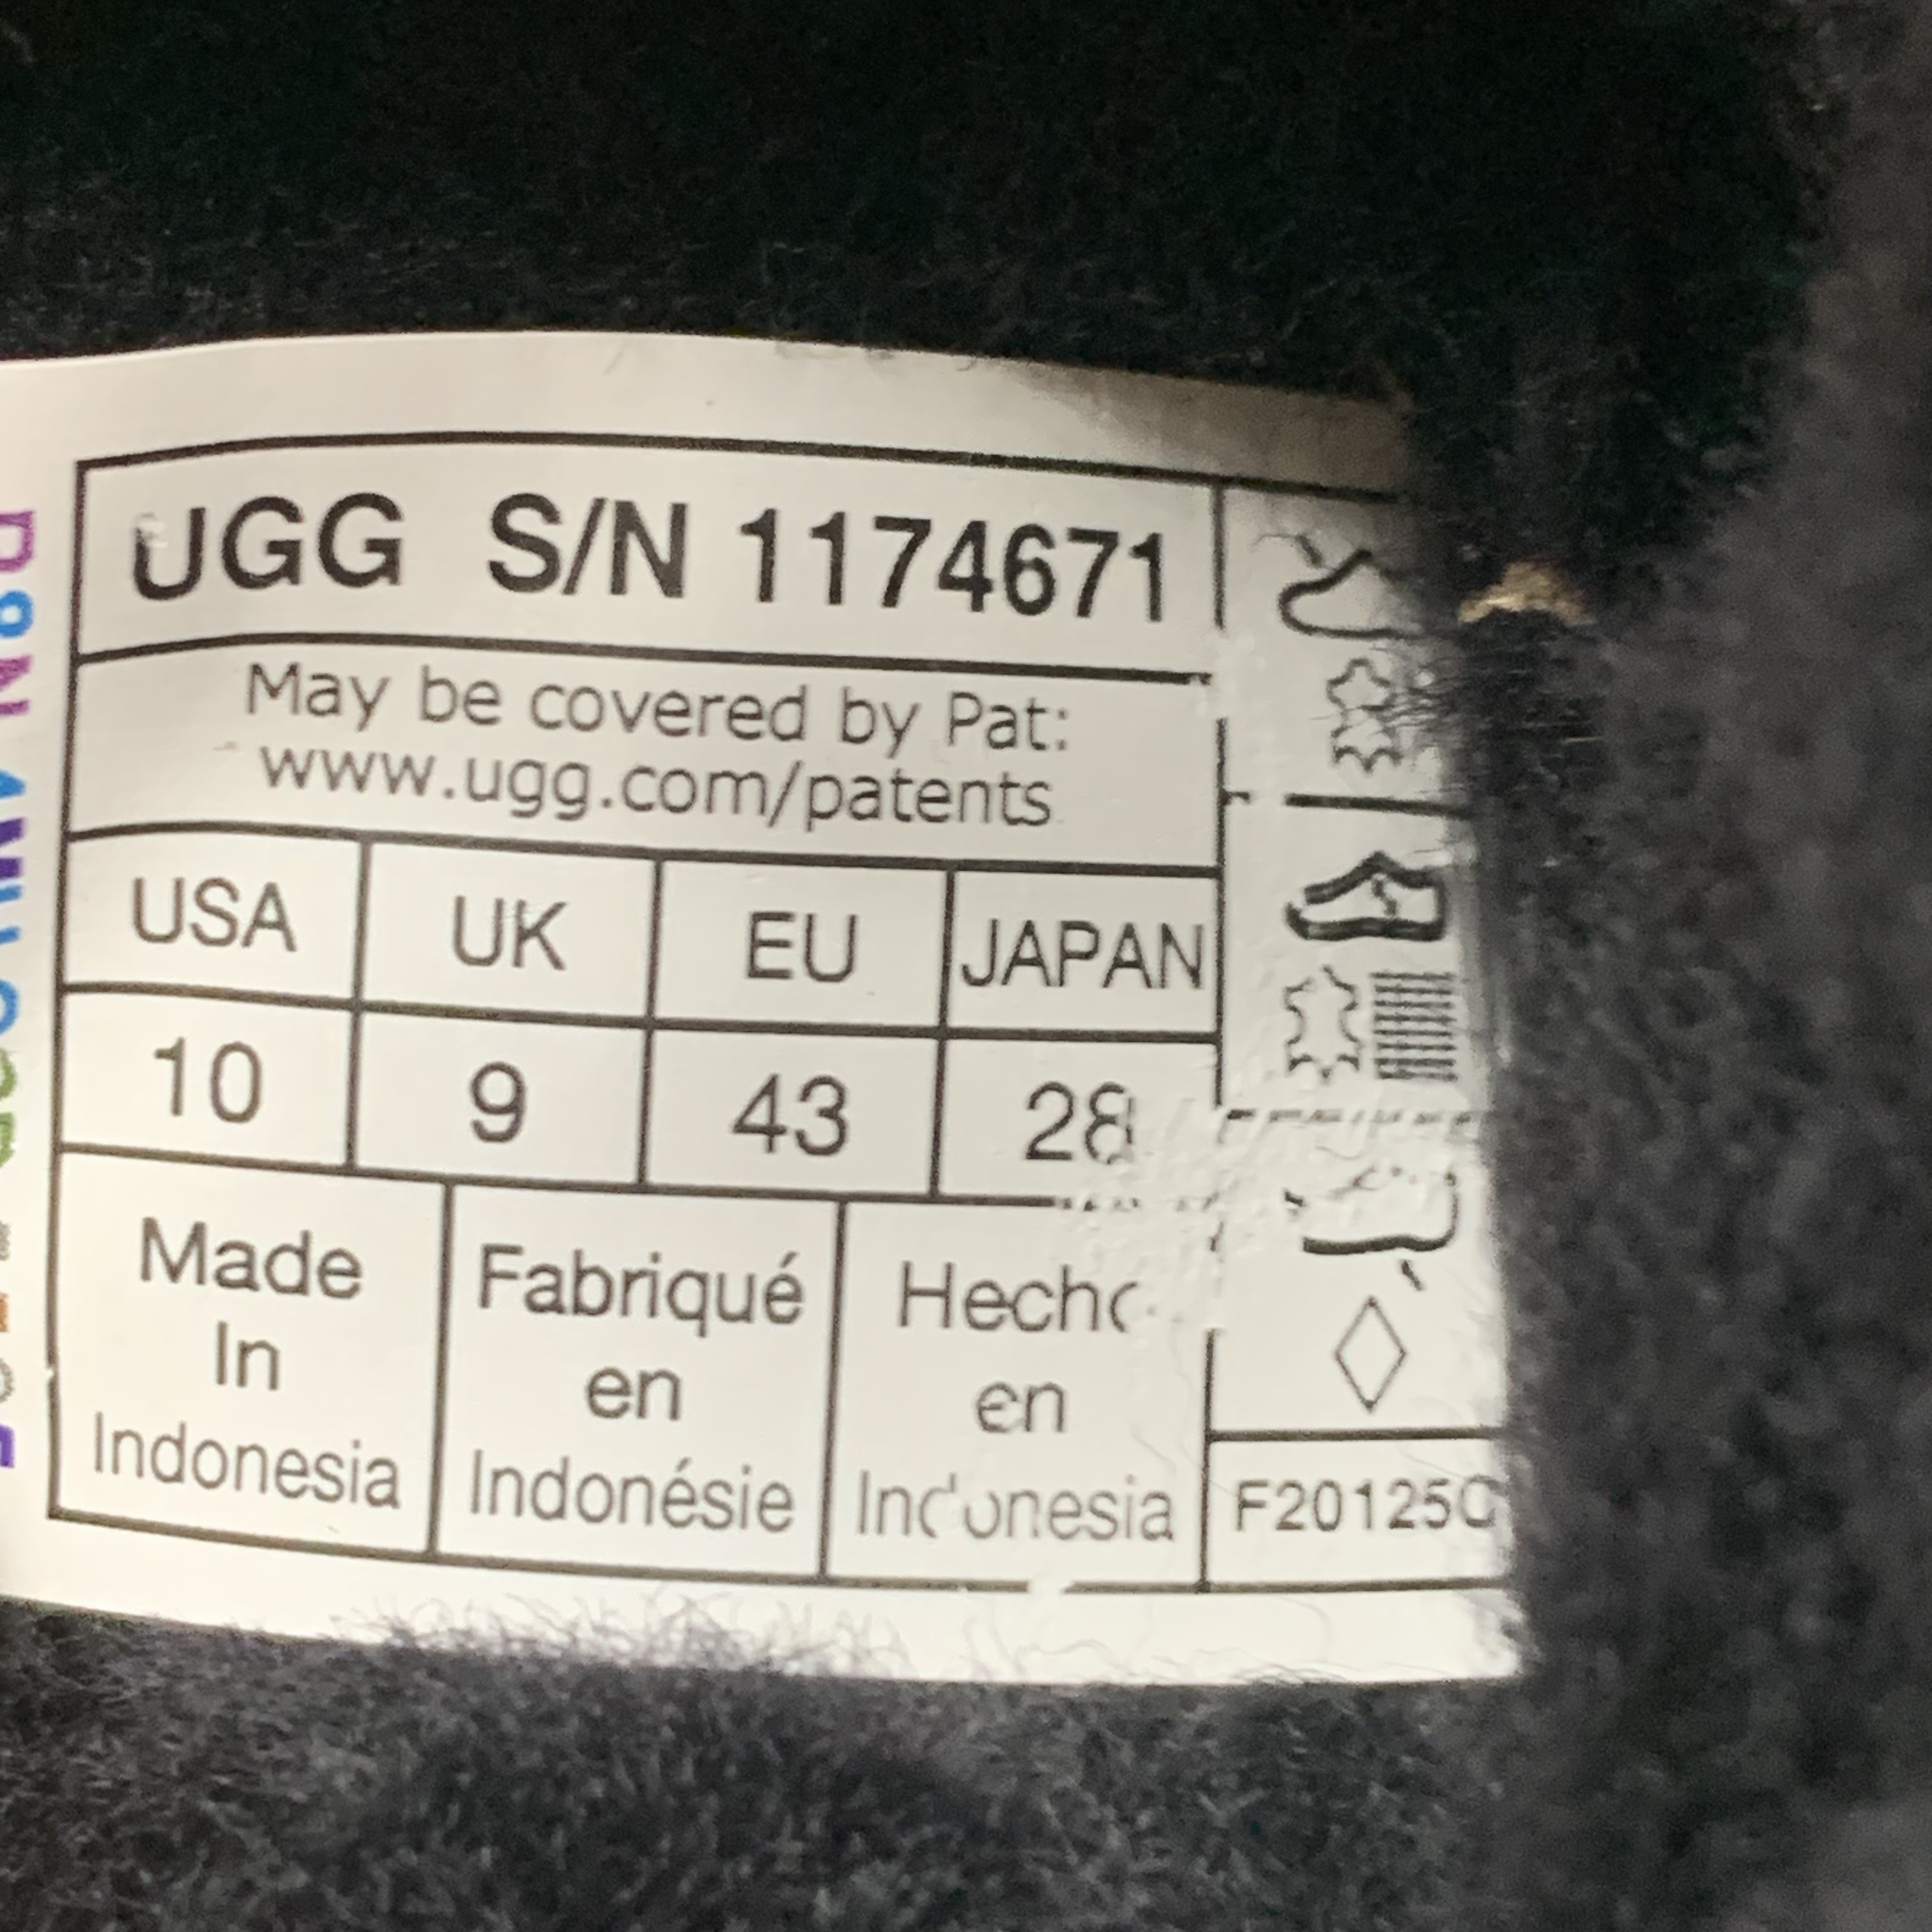 UGG S/N 1174671
May be covered by Pat:
www.ugg.com/patents
USA UK EU JAPAN
10 9 43 28
Made
In
Indonesia
Fabriqué
en
Indonésie
Hecho
en
Indonesia
F20125C